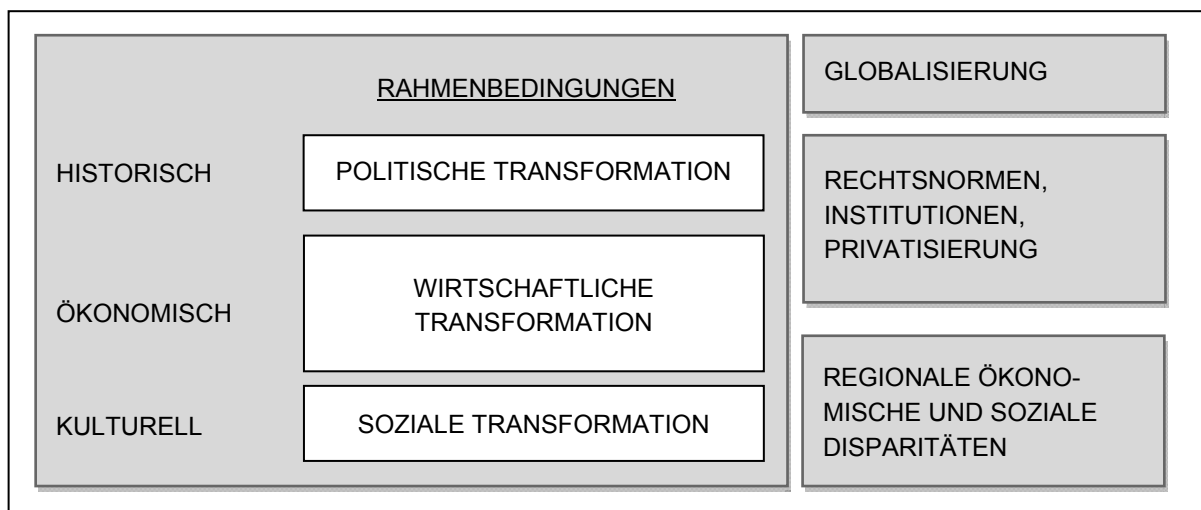 RAHMENBEDINGUNGEN
HISTORISCH
POLITISCHE TRANSFORMATION
ÖKONOMISCH
WIRTSCHAFTLICHE
TRANSFORMATION
KULTURELL
SOZIALE TRANSFORMATION
GLOBALISIERUNG
RECHTSNORMEN,
INSTITUTIONEN,
PRIVATISIERUNG
REGIONALE ÖKONO-
MISCHE UND SOZIALE
DISPARITÄTEN